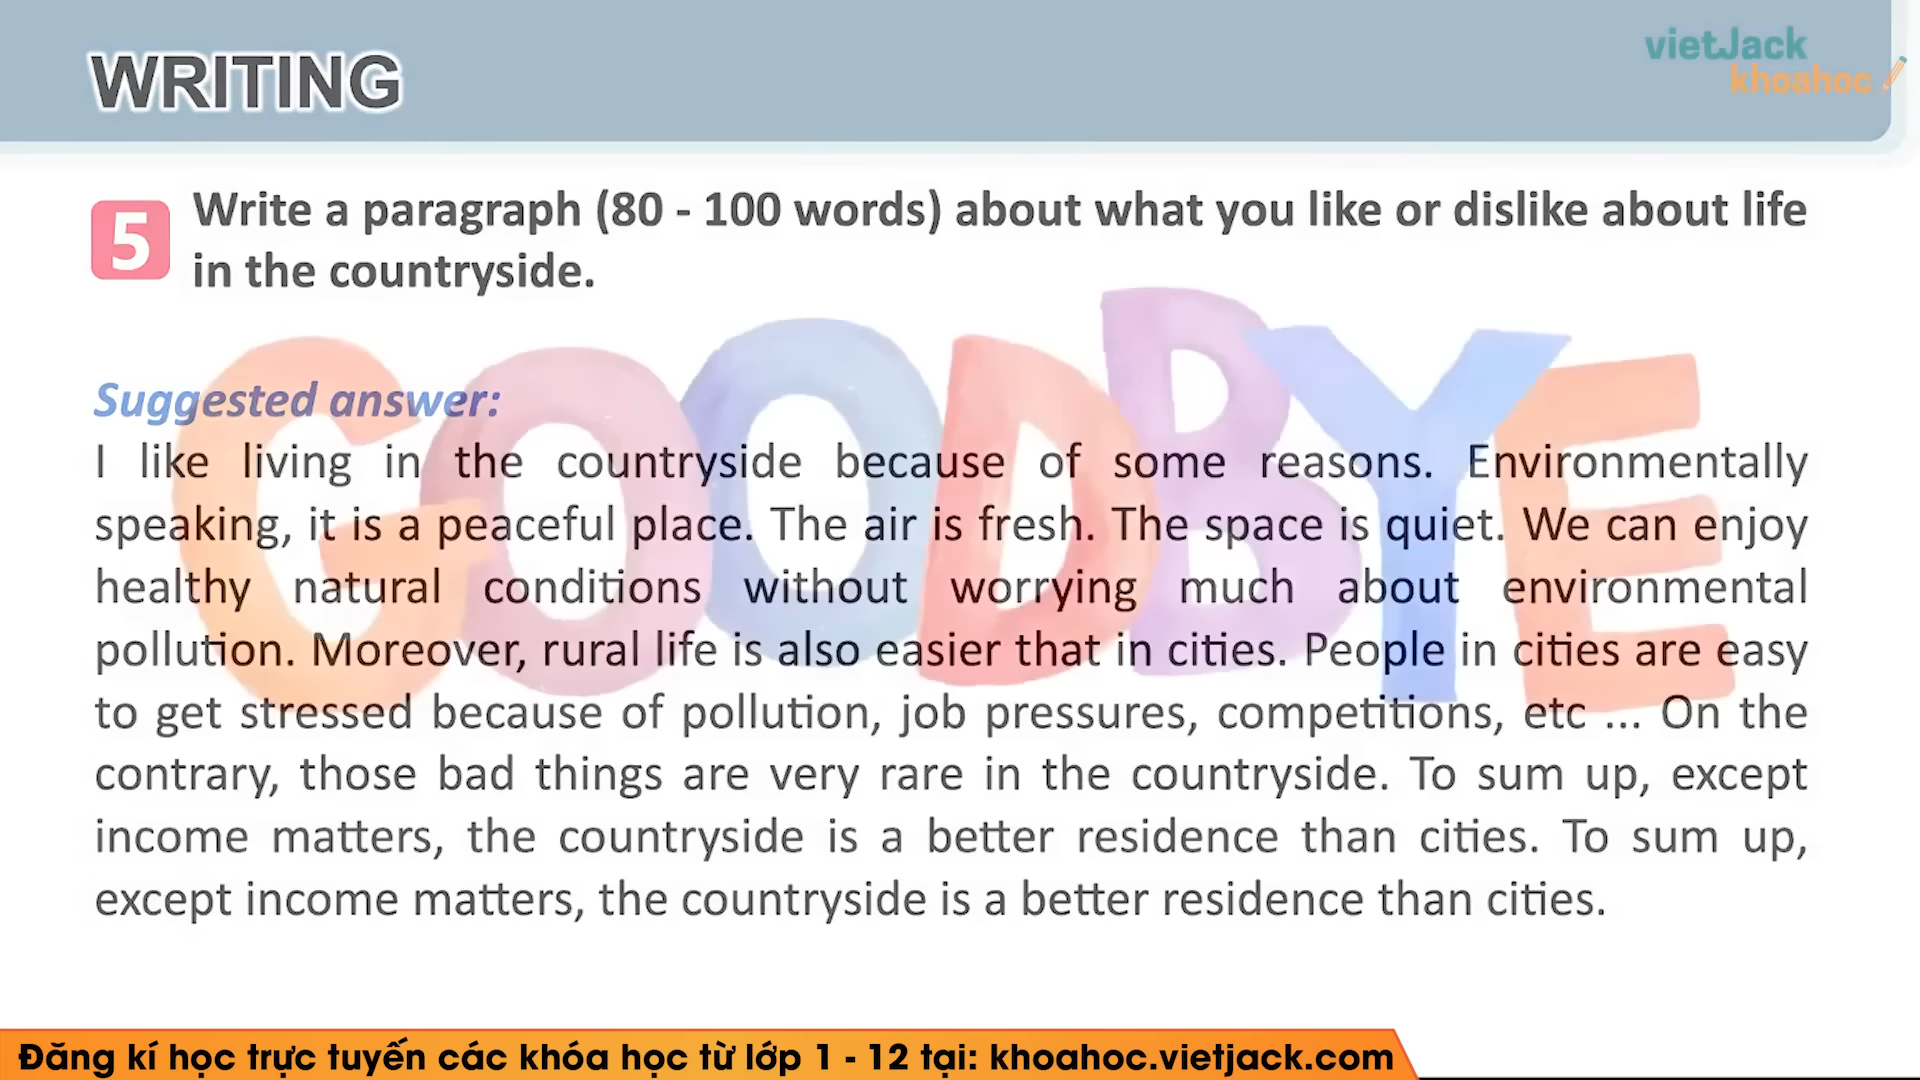 WRITING
vietJack
khoahoc
5
Write a paragraph (80 - 100 words) about what you like or dislike about life
in the countryside.
GOODBYE
Suggested answer:
I like living in the countryside because of some reasons. Environmentally
speaking, it is a peaceful place. The air is fresh. The space is quiet. We can enjoy
healthy natural conditions without worrying much about environmental
pollution. Moreover, rural life is also easier that in cities. People in cities are easy
to get stressed because of pollution, job pressures, competitions, etc ... On the
contrary, those bad things are very rare in the countryside. To sum up, except
income matters, the countryside is a better residence than cities. To sum up,
except income matters, the countryside is a better residence than cities.
Đăng kí học trực tuyến các khóa học từ lớp 1 - 12 tại: khoahoc.vietjack.com